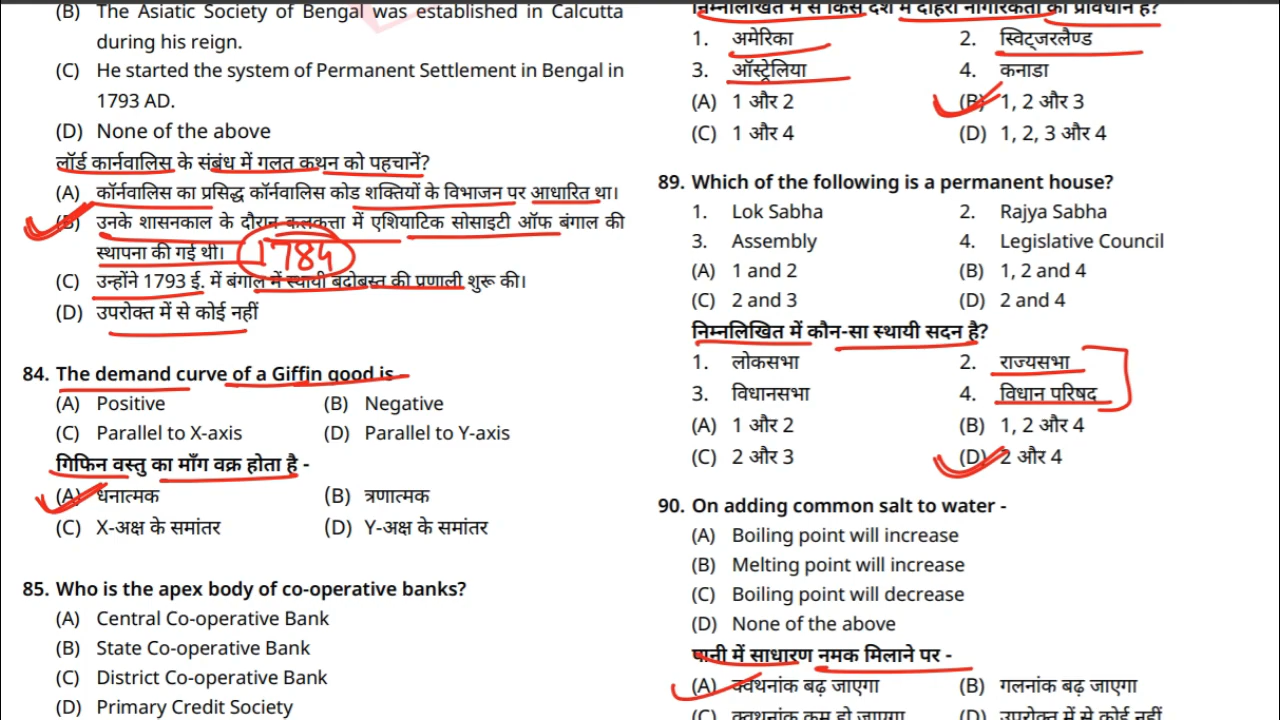 (B) The Asiatic Society of Bengal was established in Calcutta
during his reign.
(C) He started the system of Permanent Settlement in Bengal in
1793 AD.
(D) None of the above
लॉर्ड कार्नवालिस के संबंध में गलत कथन को पहचानें?
(A) कॉर्नवालिस का प्रसिद्ध कॉर्नवालिस कोड शक्तियों के विभाजन पर आधारित था।
(B) उनके शासनकाल के दौरान कलकत्ता में एशियाटिक सोसाइटी ऑफ बंगाल की
स्थापना की गई थी। 1784
(C) उन्होंने 1793 ई. में बंगाल में स्थायी बंदोबस्त की प्रणाली शुरू की।
(D) उपरोक्त में से कोई नहीं
84. The demand curve of a Giffin good is -
(A) Positive (B) Negative
(C) Parallel to X-axis (D) Parallel to Y-axis
गिफिन वस्तु का माँग वक्र होता है -
(A) धनात्मक (B) त्रणात्मक
(C) X-अक्ष के समांतर (D) Y-अक्ष के समांतर
85. Who is the apex body of co-operative banks?
(A) Central Co-operative Bank
(B) State Co-operative Bank
(C) District Co-operative Bank
(D) Primary Credit Society
निम्नलिखित में से किस देश में दोहरी नागरिकता का प्रावधान है?
1. अमेरिका 2. स्विट्जरलैण्ड
3. ऑस्ट्रेलिया 4. कनाडा
(A) 1 और 2 (B) 1, 2 और 3
(C) 1 और 4 (D) 1, 2, 3 और 4
89. Which of the following is a permanent house?
1. Lok Sabha 2. Rajya Sabha
3. Assembly 4. Legislative Council
(A) 1 and 2 (B) 1, 2 and 4
(C) 2 and 3 (D) 2 and 4
निम्नलिखित में कौन-सा स्थायी सदन है?
1. लोकसभा 2. राज्यसभा
3. विधानसभा 4. विधान परिषद
(A) 1 और 2 (B) 1, 2 और 4
(C) 2 और 3 (D) 2 और 4
90. On adding common salt to water -
(A) Boiling point will increase
(B) Melting point will increase
(C) Boiling point will decrease
(D) None of the above
पानी में साधारण नमक मिलाने पर -
(A) क्वथनांक बढ़ जाएगा (B) गलनांक बढ़ जाएगा
(C) क्वथनांक कम हो जाएगा (D) उपरोक्त में से कोई नहीं